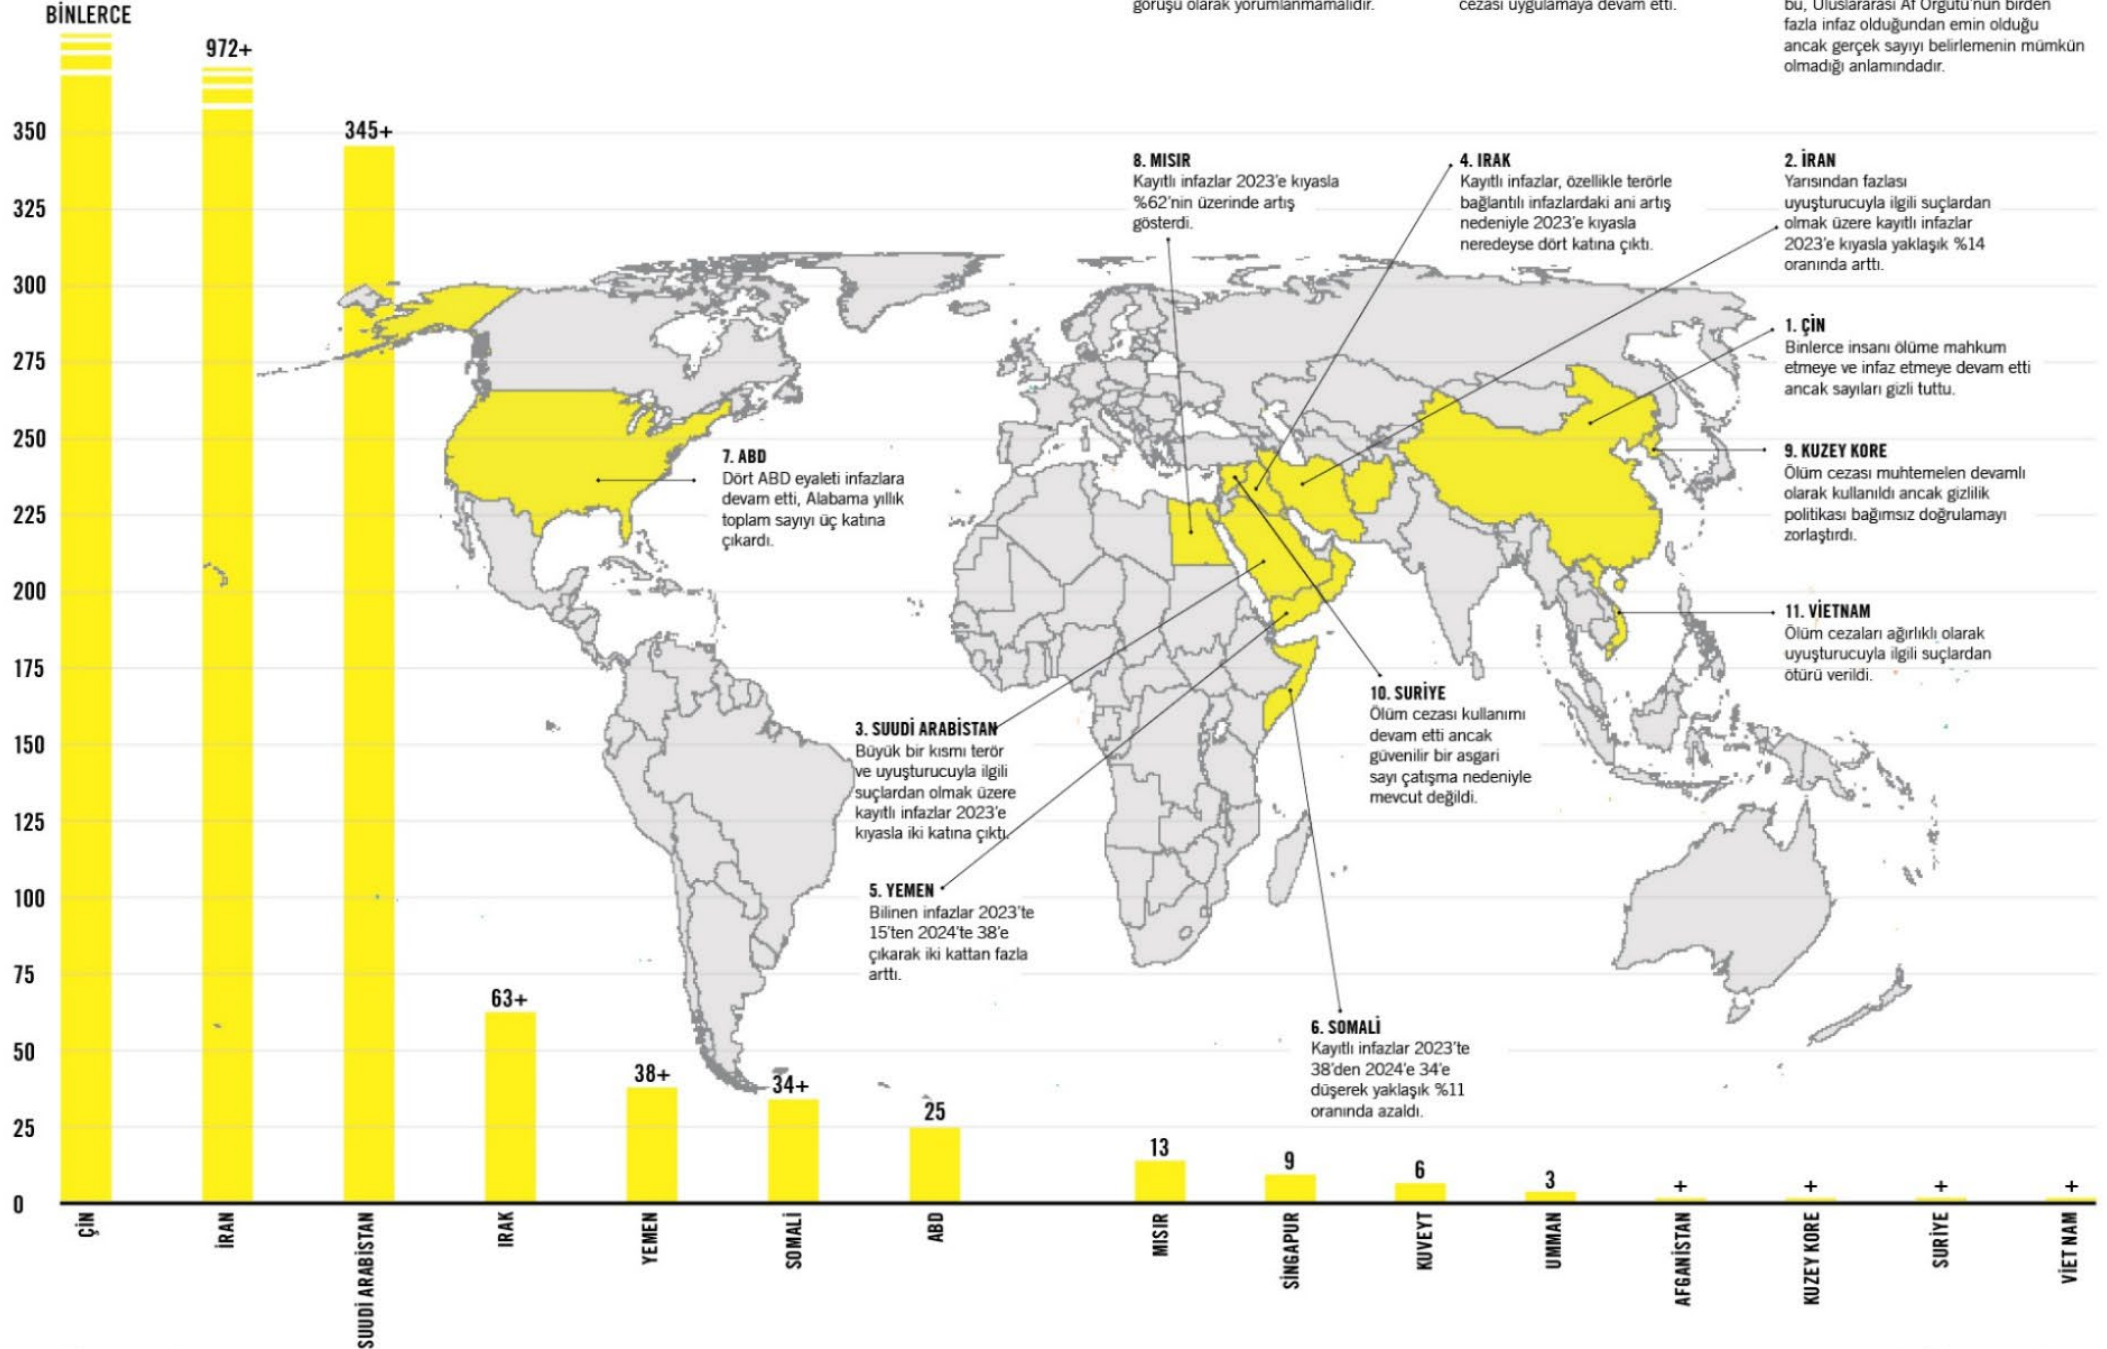 görüşü olarak yorumlanmamalıdır.
cezası uygulamaya devam etti.
bu, Uluslararası Af Örgütü'nün birden
fazla infaz olduğundan emin olduğu
ancak gerçek sayıyı belirlemenin mümkün
olmadığı anlamındadır.
BİNLERCE
972+
345+
63+
38+
34+
25
13
9
6
3
+
+
+
+
350
325
300
275
250
225
200
175
150
125
100
75
50
25
0
8. MISIR
Kayıtlı infazlar 2023'e kıyasla
%62'nin üzerinde artış
gösterdi.
4. IRAK
Kayıtlı infazlar, özellikle terörle
bağlantılı infazlardaki ani artış
nedeniyle 2023'e kıyasla
neredeyse dört katına çıktı.
2. İRAN
Yarısından fazlası
uyuşturucuyla ilgili suçlardan
olmak üzere kayıtlı infazlar
2023'e kıyasla yaklaşık %14
oranında arttı.
1. ÇİN
Binlerce insanı ölüme mahkum
etmeye ve infaz etmeye devam etti
ancak sayıları gizli tuttu.
7. ABD
Dört ABD eyaleti infazlara
devam etti, Alabama yıllık
toplam sayıyı üç katına
çıkardı.
9. KUZEY KORE
Ölüm cezası muhtemelen devamlı
olarak kullanıldı ancak gizlilik
politikası bağımsız doğrulamayı
zorlaştırdı.
11. VİETNAM
Ölüm cezaları ağırlıklı olarak
uyuşturucuyla ilgili suçlardan
ötürü verildi.
10. SURİYE
Ölüm cezası kullanımı
devam etti ancak
güvenilir bir asgari
sayı çatışma nedeniyle
mevcut değildi.
3. SUUDİ ARABİSTAN
Büyük bir kısmı terör
ve uyuşturucuyla ilgili
suçlardan olmak üzere
kayıtlı infazlar 2023'e
kıyasla iki katına çıktı.
5. YEMEN
Bilinen infazlar 2023'te
15'ten 2024'te 38'e
çıkarak iki kattan fazla
arttı.
6. SOMALİ
Kayıtlı infazlar 2023'te
38'den 2024'e 34'e
düşerek yaklaşık %11
oranında azaldı.
ÇİN
İRAN
SUUDİ ARABİSTAN
IRAK
YEMEN
SOMALİ
ABD
MISIR
SİNGAPUR
KUVEYT
UMMAN
AFGANİSTAN
KUZEY KORE
SURİYE
VİET NAM